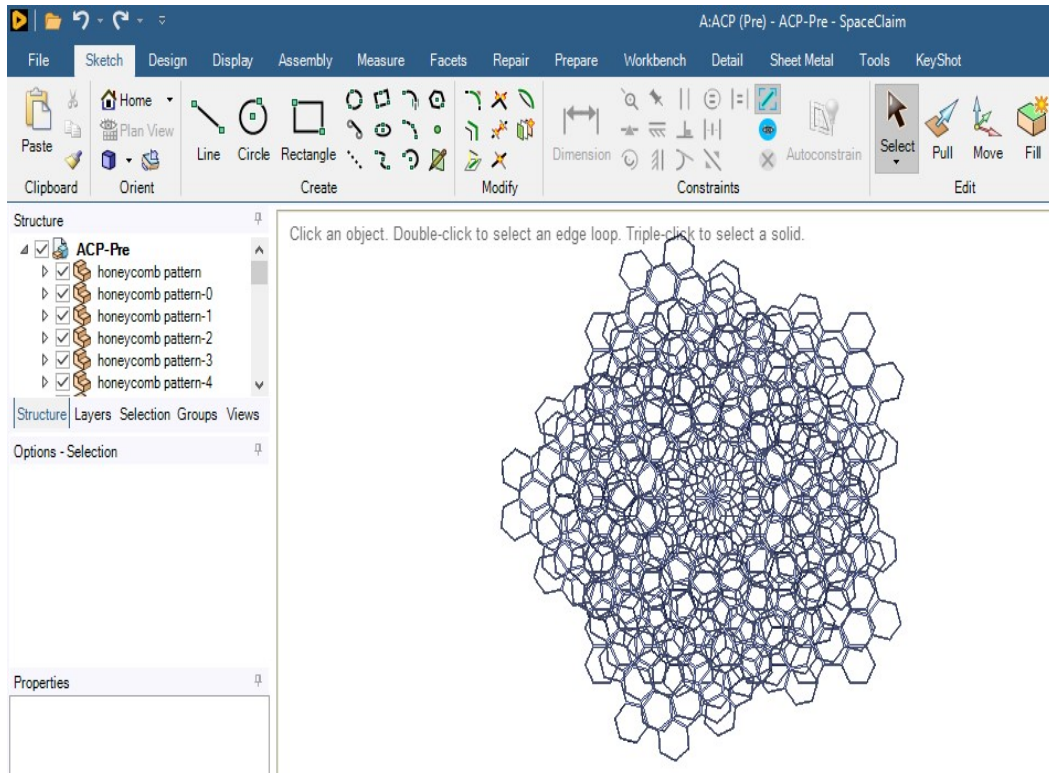 A:ACP (Pre) - ACP-Pre - SpaceClaim
File Sketch Design Display Assembly Measure Facets Repair Prepare Workbench Detail Sheet Metal Tools KeyShot
Paste
Home
Plan View
Line Circle Rectangle
Dimension
Autoconstrain
Select Pull Move Fill
Clipboard Orient Create Modify Constraints Edit
Structure
ACP-Pre
honeycomb pattern
honeycomb pattern-0
honeycomb pattern-1
honeycomb pattern-2
honeycomb pattern-3
honeycomb pattern-4
Structure Layers Selection Groups Views
Options - Selection
Properties
Click an object. Double-click to select an edge loop. Triple-click to select a solid.